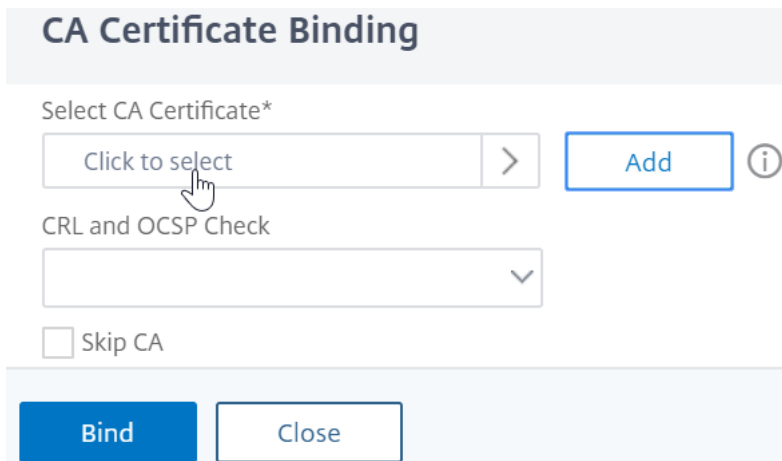 CA Certificate Binding
Select CA Certificate*
Click to select
Add
CRL and OCSP Check
Skip CA
Bind
Close